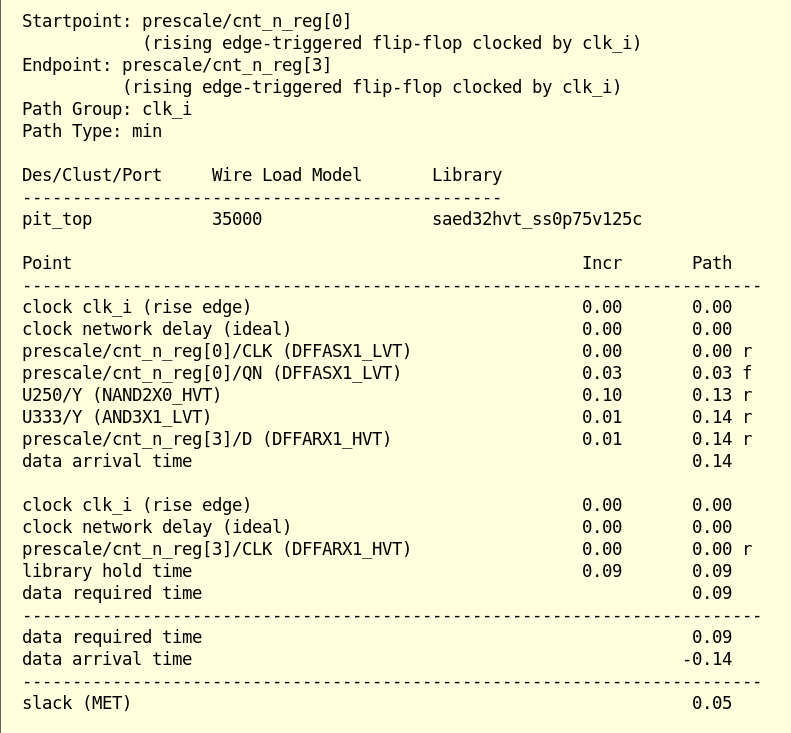 Startpoint: prescale/cnt_n_reg[0]
(rising edge-triggered flip-flop clocked by clk_i)
Endpoint: prescale/cnt_n_reg[3]
(rising edge-triggered flip-flop clocked by clk_i)
Path Group: clk_i
Path Type: min
Des/Clust/Port     Wire Load Model       Library
------------------------------------------------
pit_top            35000                 saed32hvt_ss0p75v125c
Point                                                   Incr       Path
--------------------------------------------------------------------------
clock clk_i (rise edge)                                 0.00       0.00
clock network delay (ideal)                             0.00       0.00
prescale/cnt_n_reg[0]/CLK (DFFASX1_LVT)                 0.00       0.00 r
prescale/cnt_n_reg[0]/QN (DFFASX1_LVT)                  0.03       0.03 f
U250/Y (NAND2X0_HVT)                                    0.10       0.13 r
U333/Y (AND3X1_LVT)                                     0.01       0.14 r
prescale/cnt_n_reg[3]/D (DFFARX1_HVT)                   0.01       0.14 r
data arrival time                                                  0.14
clock clk_i (rise edge)                                 0.00       0.00
clock network delay (ideal)                             0.00       0.00
prescale/cnt_n_reg[3]/CLK (DFFARX1_HVT)                 0.00       0.00 r
library hold time                                       0.09       0.09
data required time                                                 0.09
--------------------------------------------------------------------------
data required time                                                 0.09
data arrival time                                                 -0.14
--------------------------------------------------------------------------
slack (MET)                                                        0.05